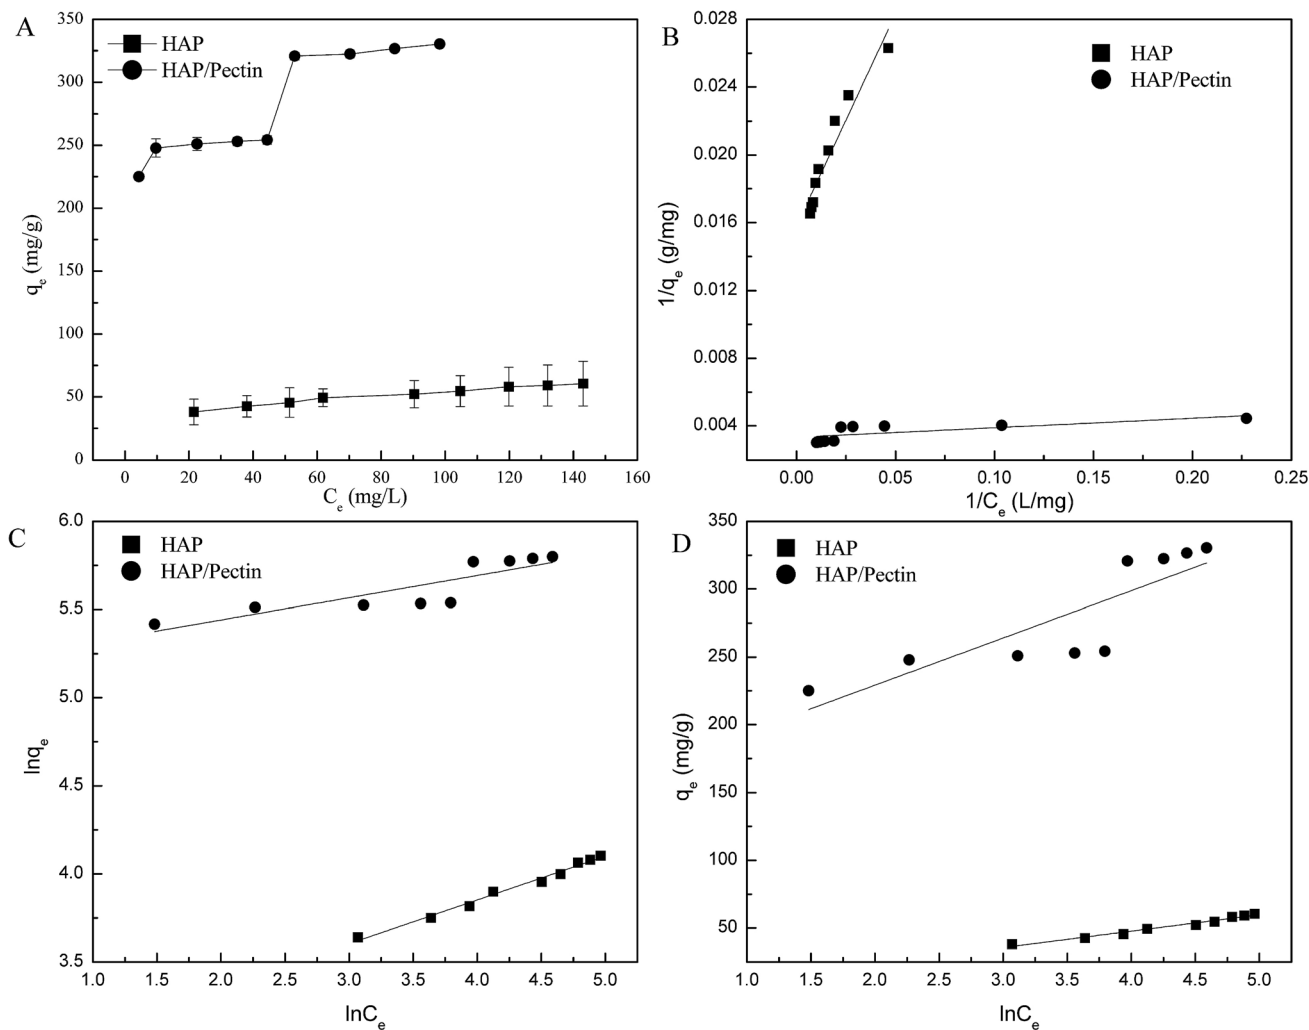 A
HAP
HAP/Pectin
350
300
250
200
150
100
50
0
qe (mg/g)
0 20 40 60 80 100 120 140 160
Ce (mg/L)
B
HAP
HAP/Pectin
0.028
0.024
0.020
0.016
0.012
0.008
0.004
1/qe (g/mg)
0.00 0.05 0.10 0.15 0.20 0.25
1/Ce (L/mg)
C
HAP
HAP/Pectin
6.0
5.5
5.0
4.5
4.0
3.5
lnqe
1.0 1.5 2.0 2.5 3.0 3.5 4.0 4.5 5.0
lnCe
D
HAP
HAP/Pectin
350
300
250
200
150
100
50
qe (mg/g)
1.0 1.5 2.0 2.5 3.0 3.5 4.0 4.5 5.0
lnCe